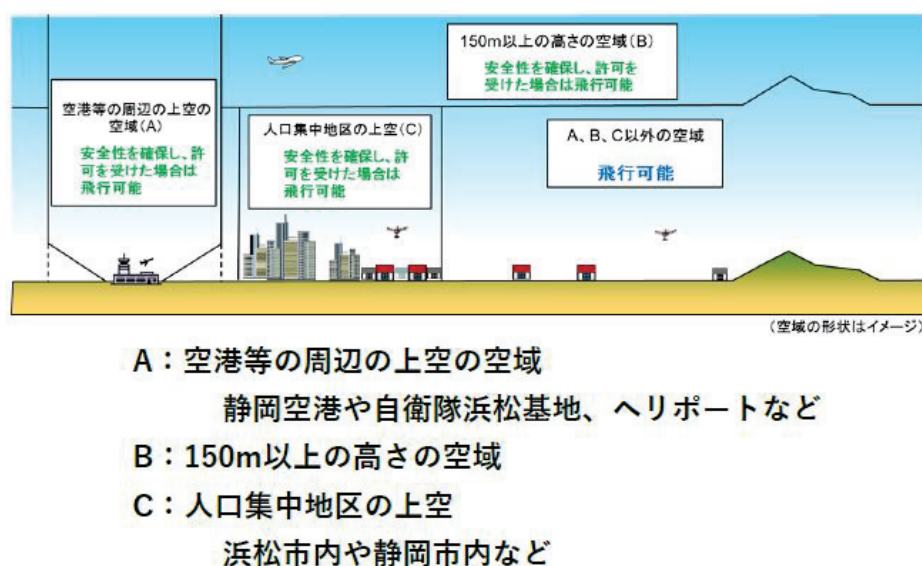 150m以上の高さの空域(B)
安全性を確保し、許可を
受けた場合は飛行可能
空港等の周辺の上空の
空域(A)
安全性を確保し、許
可を受けた場合は
飛行可能
人口集中地区の上空(C)
安全性を確保し、許
可を受けた場合は
飛行可能
A、B、C以外の空域
飛行可能
(空域の形状はイメージ)
A：空港等の周辺の上空の空域
静岡空港や自衛隊浜松基地、ヘリポートなど
B：150m以上の高さの空域
C：人口集中地区の上空
浜松市内や静岡市内など